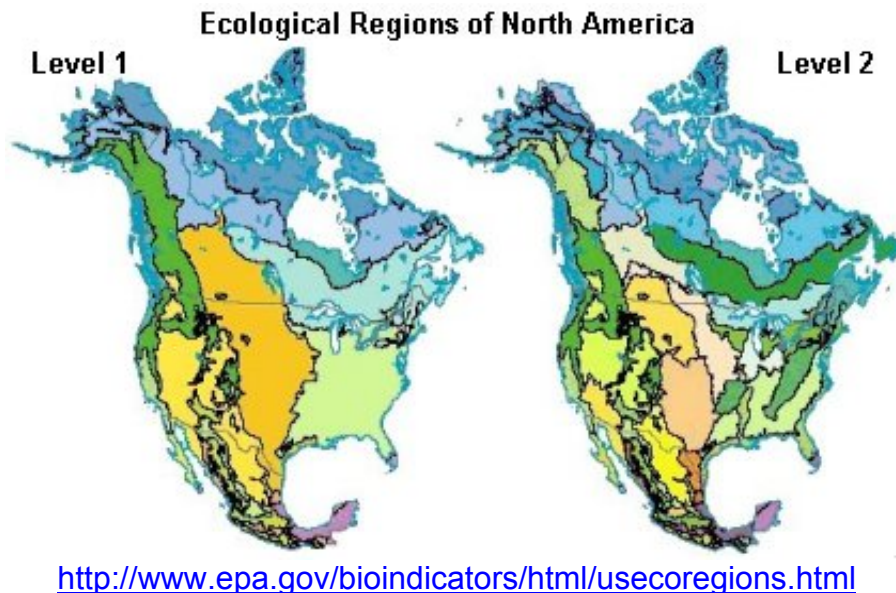 Ecological Regions of North America
Level 1
Level 2
http://www.epa.gov/bioindicators/html/usecoregions.html